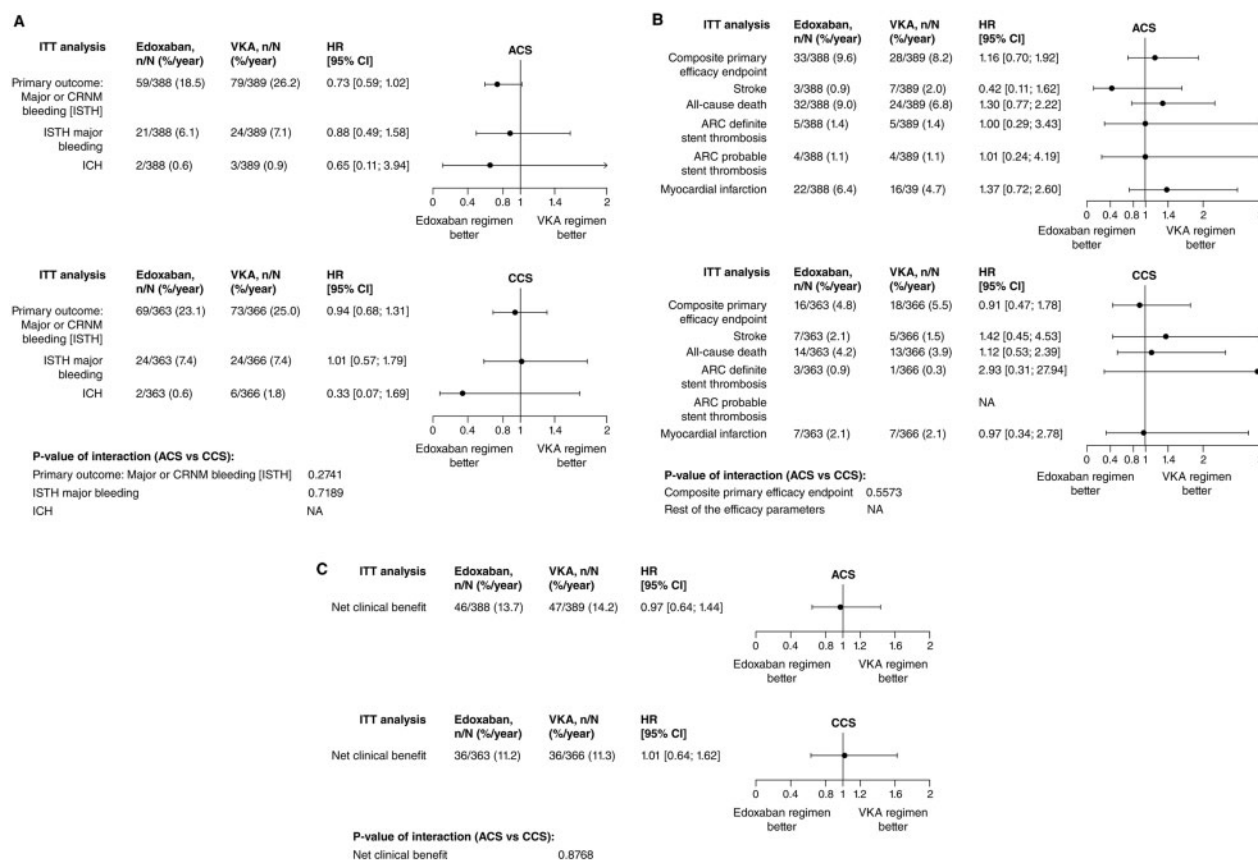 A
ITT analysis Edoxaban, VKA, n/N HR
n/N (%/year) (%/year) [95% CI]
ACS
Primary outcome: 59/388 (18.5) 79/389 (26.2) 0.73 [0.59; 1.02]
Major or CRNM
bleeding [ISTH]
ISTH major 21/388 (6.1) 24/389 (7.1) 0.88 [0.49; 1.58]
bleeding
ICH 2/388 (0.6) 3/389 (0.9) 0.65 [0.11; 3.94]
0 0.4 0.8 1 1.2 1.6 2
Edoxaban regimen VKA regimen
better better
ITT analysis Edoxaban, VKA, n/N HR
n/N (%/year) (%/year) [95% CI]
CCS
Primary outcome: 69/363 (23.1) 73/366 (25.0) 0.94 [0.68; 1.31]
Major or CRNM
bleeding [ISTH]
ISTH major 24/363 (7.4) 24/366 (7.4) 1.01 [0.57; 1.79]
bleeding
ICH 2/363 (0.6) 6/366 (1.8) 0.33 [0.07; 1.69]
0 0.4 0.8 1 1.2 1.6 2
Edoxaban regimen VKA regimen
better better
P-value of interaction (ACS vs CCS):
Primary outcome: Major or CRNM bleeding [ISTH] 0.2741
ISTH major bleeding 0.7189
ICH NA
B
ITT analysis Edoxaban, VKA, n/N HR
n/N (%/year) (%/year) [95% CI]
ACS
Composite primary 33/388 (9.6) 28/389 (8.2) 1.16 [0.70; 1.92]
efficacy endpoint
Stroke 3/388 (0.9) 7/389 (2.0) 0.42 [0.11; 1.62]
All-cause death 32/388 (9.0) 24/389 (6.8) 1.30 [0.77; 2.22]
ARC definite 5/388 (1.4) 5/389 (1.4) 1.00 [0.29; 3.43]
stent thrombosis
ARC probable 4/388 (1.1) 4/389 (1.1) 1.01 [0.24; 4.19]
stent thrombosis
Myocardial infarction 22/388 (6.4) 16/39 (4.7) 1.37 [0.72; 2.60]
0 0.4 0.8 1 1.4 2
Edoxaban regimen VKA regimen
better better
ITT analysis Edoxaban, VKA, n/N HR
n/N (%/year) (%/year) [95% CI]
CCS
Composite primary 16/363 (4.8) 18/366 (5.5) 0.91 [0.47; 1.78]
efficacy endpoint
Stroke 7/363 (2.1) 5/366 (1.5) 1.42 [0.45; 4.53]
All-cause death 14/363 (4.2) 13/366 (3.9) 1.12 [0.53; 2.39]
ARC definite 3/363 (0.9) 1/366 (0.3) 2.93 [0.31; 27.94]
stent thrombosis
ARC probable NA
stent thrombosis
Myocardial infarction 7/363 (2.1) 7/366 (2.1) 0.97 [0.34; 2.78]
0 0.4 0.8 1 1.4 2
Edoxaban regimen VKA regimen
better better
P-value of interaction (ACS vs CCS):
Composite primary efficacy endpoint 0.5573
Rest of the efficacy parameters NA
C
ITT analysis Edoxaban, VKA, n/N HR
n/N (%/year) (%/year) [95% CI]
ACS
Net clinical benefit 46/388 (13.7) 47/389 (14.2) 0.97 [0.64; 1.44]
0 0.4 0.8 1 1.2 1.6 2
Edoxaban regimen VKA regimen
better better
ITT analysis Edoxaban, VKA, n/N HR
n/N (%/year) (%/year) [95% CI]
CCS
Net clinical benefit 36/363 (11.2) 36/366 (11.3) 1.01 [0.64; 1.62]
0 0.4 0.8 1 1.2 1.6 2
Edoxaban regimen VKA regimen
better better
P-value of interaction (ACS vs CCS):
Net clinical benefit 0.8768